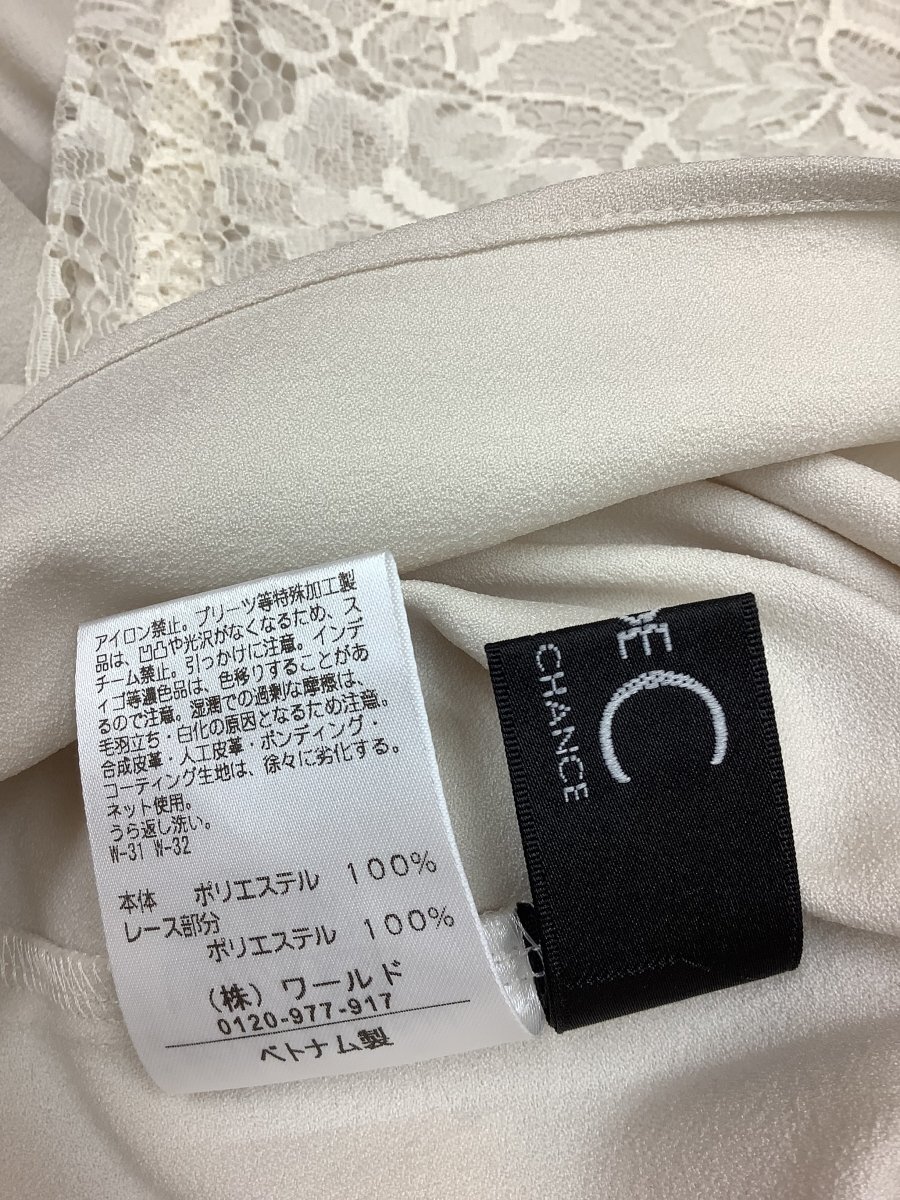 アイロン禁止。プリーツ等特殊加工製
品は、凹凸や光沢がなくなるため、ス
チーム禁止。引っかけに注意。インデ
ィゴ等濃色品は、色移りすることがあ
るので注意。湿潤での過剰な摩擦は、
毛羽立ち・白化の原因となるため注意。
合成皮革・人工皮革・ボンディング・
コーティング生地は、徐々に劣化する。
ネット使用。
うら返し洗い。
W-31 W-32
本体 ポリエステル 100%
レース部分
ポリエステル 100%
(株) ワールド
0120-977-917
ベトナム製
DE
C
CHANCE